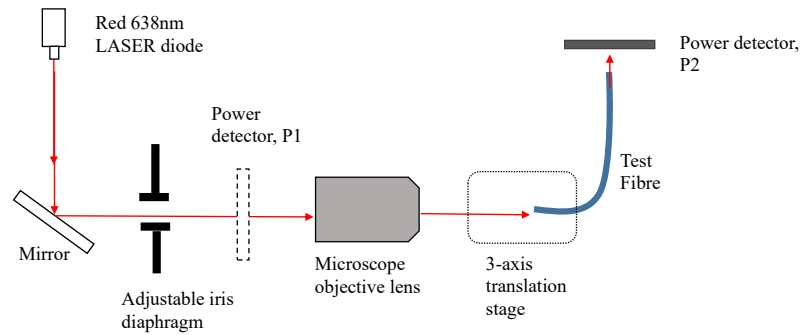 Red 638nm
LASER diode
Power detector,
P2
Power
detector, P1
Test
Fibre
Mirror
Microscope
objective lens
3-axis
translation
stage
Adjustable iris
diaphragm